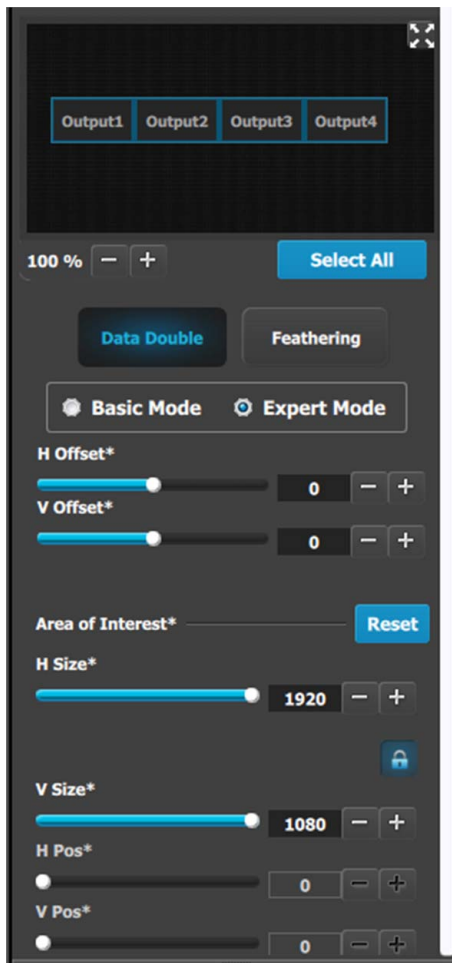 Output1 Output2 Output3 Output4
100 % − + Select All
Data Double Feathering
Basic Mode Expert Mode
H Offset*
0 − +
V Offset*
0 − +
Area of Interest* Reset
H Size*
1920 − +
V Size*
1080 − +
H Pos*
0 − +
V Pos*
0 − +